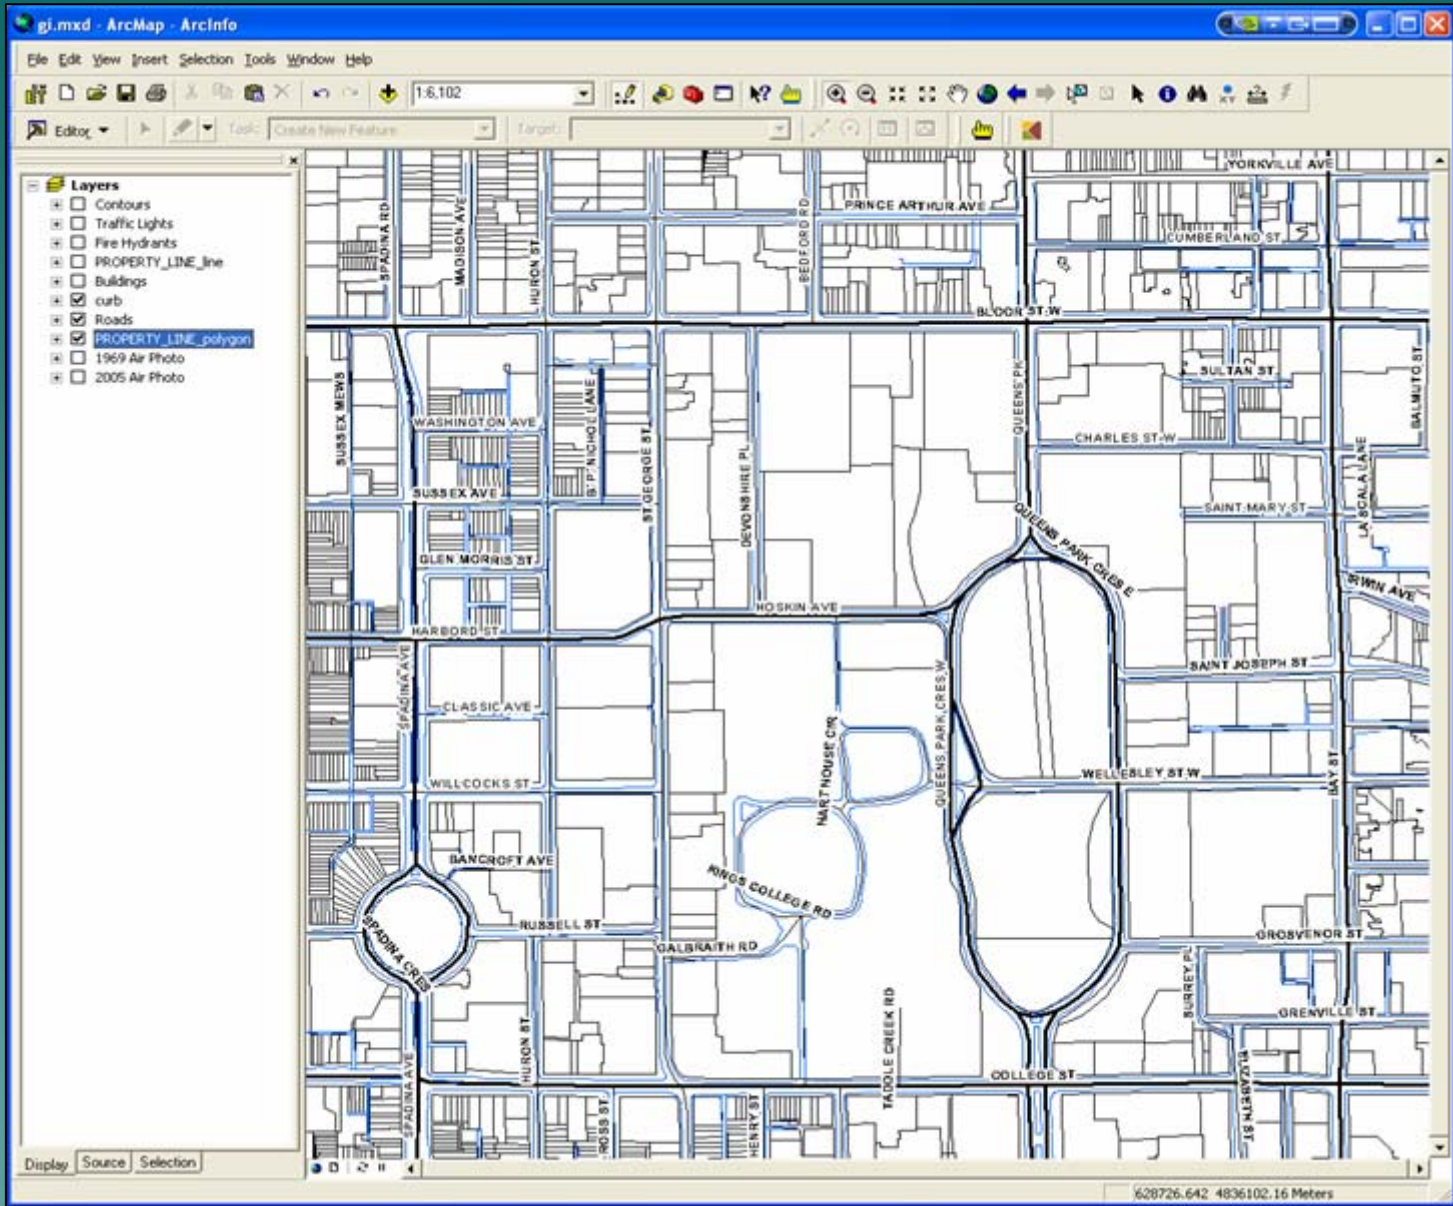 gi.mxd - ArcMap - ArcInfo
File Edit View Insert Selection Tools Window Help
1:6,102
Editor Task: Create New Feature Target:
Layers
Contours
Traffic Lights
Fire Hydrants
PROPERTY_LINE_line
Buildings
curb
Roads
PROPERTY_LINE_polygon
1969 Air Photo
2005 Air Photo
YORKVILLE AVE
PRINCE ARTHUR AVE
SPADINA RD
MADISON AVE
HURON ST
BEDFORD RD
CUMBERLAND ST
BLOOR ST W
SUSSEX MEWS
QUEENS PK
SULTAN ST
BALMUTO ST
WASHINGTON AVE
NICHOL LANE
ST GEORGE ST
DEVONSHIRE PL
CHARLES ST W
LA SCALA LANE
SUSSEX AVE
SAINT MARY ST
QUEENS PARK CRES E
GLEN MORRIS ST
IRWIN AVE
HOSKIN AVE
HARBORD ST
SPADINA AVE
SAINT JOSEPH ST
CLASSIC AVE
QUEENS PARK CRES W
HART HOUSE CIR
WILLCOCKS ST
WELLESLEY ST W
BAY ST
BANCROFT AVE
KINGS COLLEGE RD
SPADINA CRES
RUSSELL ST
GALBRAITH RD
GROSVENOR ST
SURREY PL
GRENVILLE ST
HURON ST
TADDLE CREEK RD
COLLEGE ST
SPADINA AVE
ROSS ST
HENRY ST
ELIZABETH ST
Display Source Selection
628726.642 4836102.16 Meters